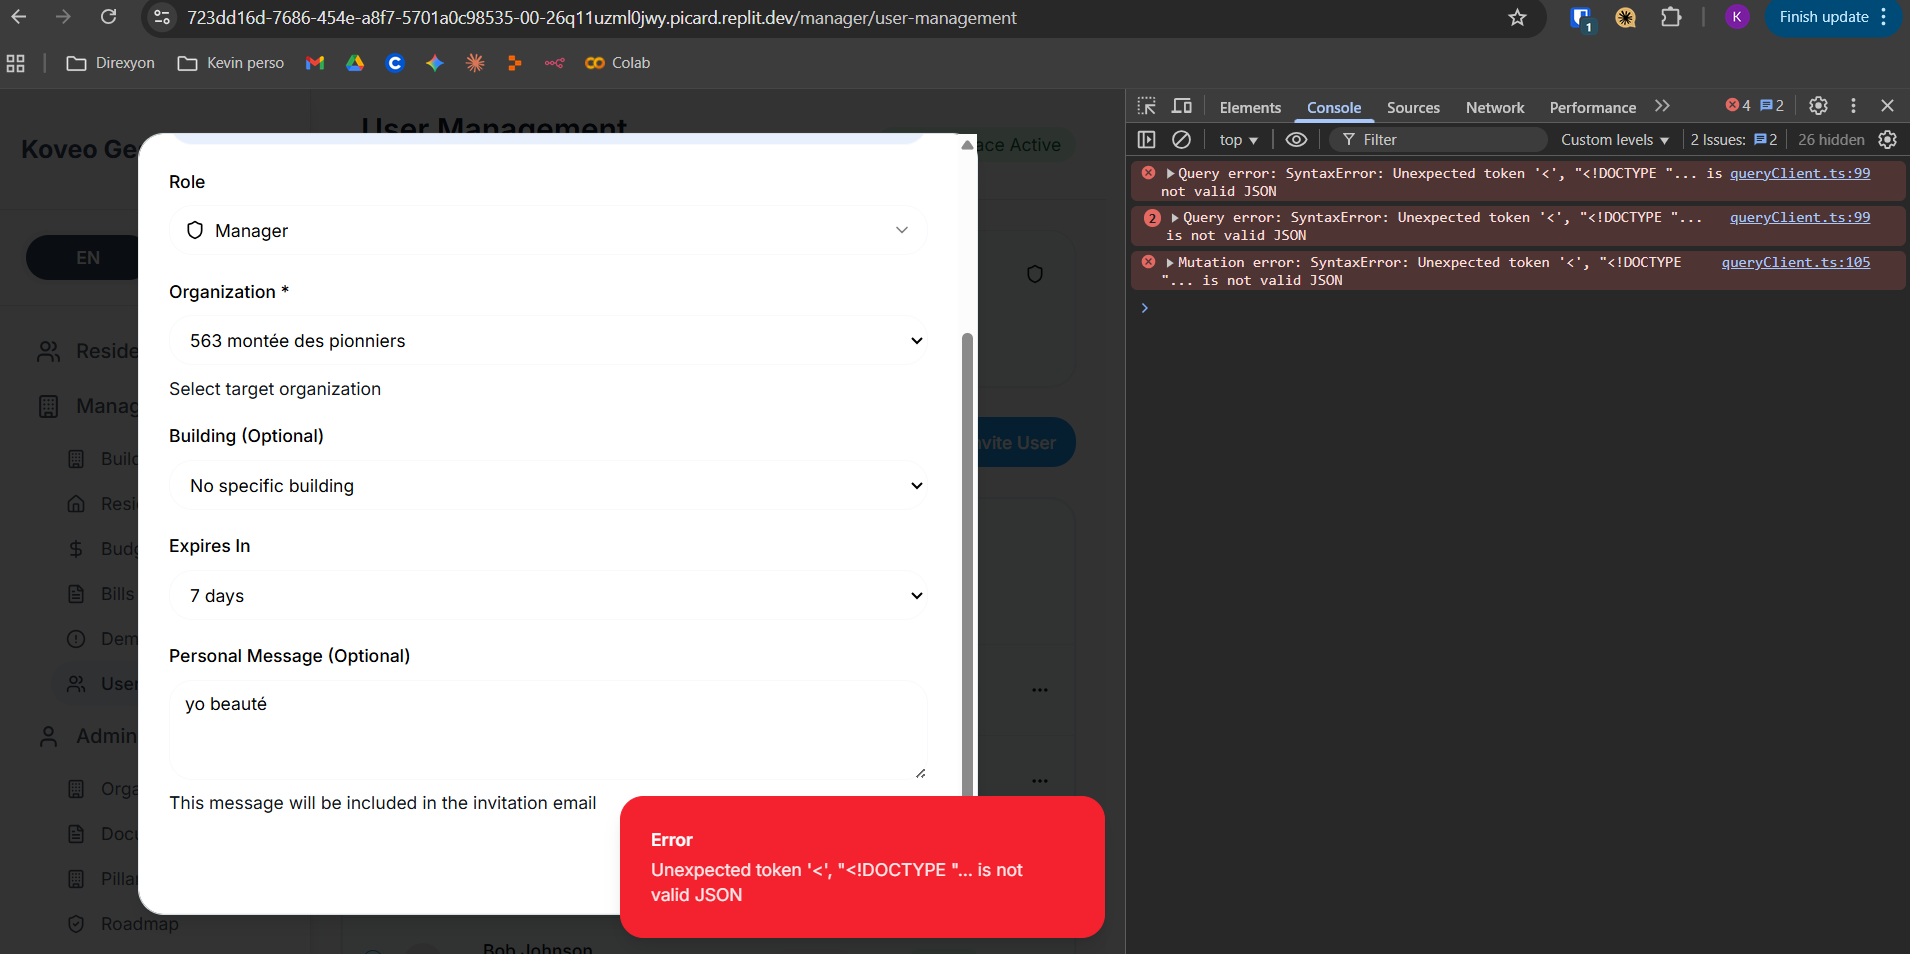 723dd16d-7686-454e-a8f7-5701a0c98535-00-26q11uzml0jwy.picard.replit.dev/manager/user-management
1
K
Finish update
Direxyon
Kevin perso
Colab
Koveo Ge
EN
Reside
Manag
Build
Resi
Budg
Bills
Dem
User
Admin
Orga
Docu
Pillar
Roadmap
User Management
ace Active
nvite User
Bob Johnson
Role
Manager
Organization *
563 montée des pionniers
Select target organization
Building (Optional)
No specific building
Expires In
7 days
Personal Message (Optional)
yo beauté
This message will be included in the invitation email
Error
Unexpected token '<', "<!DOCTYPE "... is not
valid JSON
Elements
Console
Sources
Network
Performance
4
2
top
Filter
Custom levels
2 Issues:
2
26 hidden
Query error: SyntaxError: Unexpected token '<', "<!DOCTYPE "... is queryClient.ts:99
not valid JSON
2 Query error: SyntaxError: Unexpected token '<', "<!DOCTYPE "... queryClient.ts:99
is not valid JSON
Mutation error: SyntaxError: Unexpected token '<', "<!DOCTYPE queryClient.ts:105
"... is not valid JSON